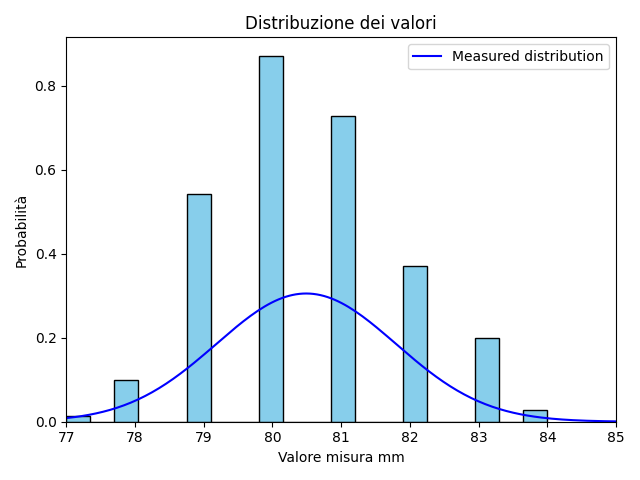 Distribuzione dei valori
Measured distribution
Probabilità
0.8
0.6
0.4
0.2
0.0
77 78 79 80 81 82 83 84 85
Valore misura mm